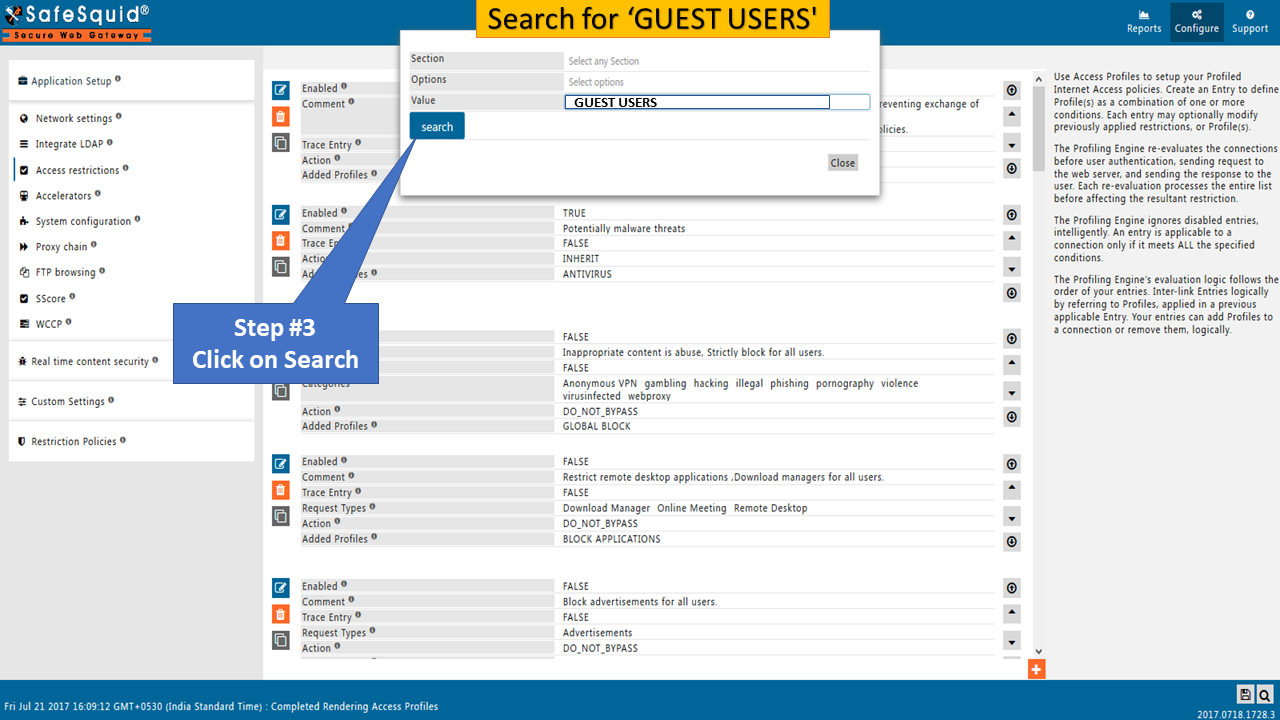 SafeSquid®
Secure Web Gateway
Search for ‘GUEST USERS'
Reports
Configure
Support
Section
Select any Section
Options
Select options
Value
GUEST USERS
search
Close
Step #3
Click on Search
Application Setup
Network settings
Integrate LDAP
Access restrictions
Accelerators
System configuration
Proxy chain
FTP browsing
SScore
WCCP
Real time content security
Custom Settings
Restriction Policies
Enabled
Comment
reventing exchange of
licies.
Trace Entry
Action
Added Profiles
Enabled TRUE
Comment Potentially malware threats
Trace En FALSE
Action INHERIT
Added Profiles ANTIVIRUS
FALSE
Inappropriate content is abuse, Strictly block for all users.
FALSE
Categories Anonymous VPN gambling hacking illegal phishing pornography violence
virusinfected webproxy
Action DO_NOT_BYPASS
Added Profiles GLOBAL BLOCK
Enabled FALSE
Comment Restrict remote desktop applications ,Download managers for all users.
Trace Entry FALSE
Request Types Download Manager Online Meeting Remote Desktop
Action DO_NOT_BYPASS
Added Profiles BLOCK APPLICATIONS
Enabled FALSE
Comment Block advertisements for all users.
Trace Entry FALSE
Request Types Advertisements
Action DO_NOT_BYPASS
Use Access Profiles to setup your Profiled
Internet Access policies. Create an Entry to define
Profile(s) as a combination of one or more
conditions. Each entry may optionally modify
previously applied restrictions, or Profile(s).
The Profiling Engine re-evaluates the connections
before user authentication, sending request to
the web server, and sending the response to the
user. Each re-evaluation processes the entire list
before affecting the resultant restriction.
The Profiling Engine ignores disabled entries,
intelligently. An entry is applicable to a
connection only if it meets ALL the specified
conditions.
The Profiling Engine's evaluation logic follows the
order of your entries. Inter-link Entries logically
by referring to Profiles, applied in a previous
applicable Entry. Your entries can add Profiles to
a connection or remove them, logically.
Fri Jul 21 2017 16:09:12 GMT+0530 (India Standard Time) : Completed Rendering Access Profiles
2017.0718.1728.3